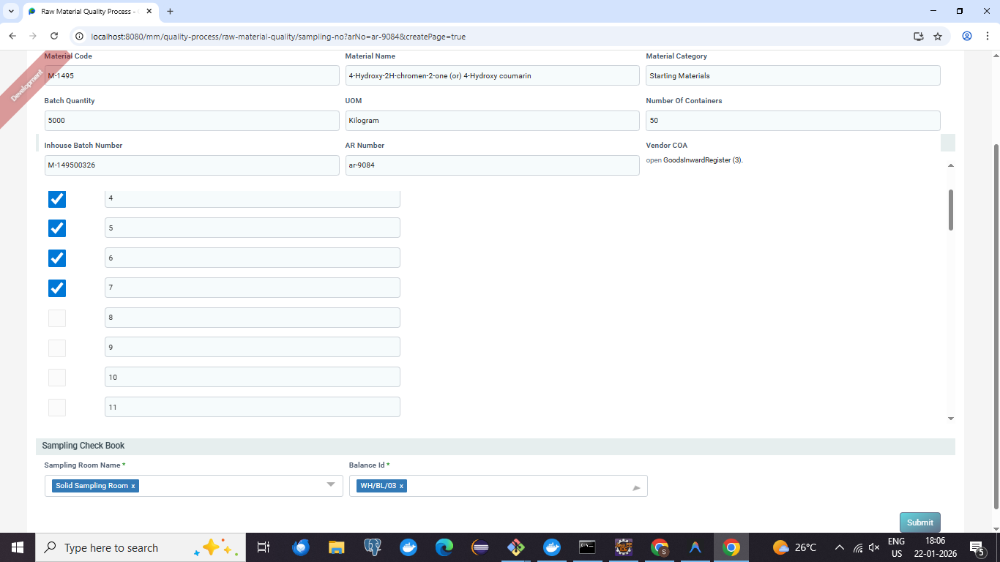 Raw Material Quality Process -
localhost:8080/mm/quality-process/raw-material-quality/sampling-no?arNo=ar-9084&createPage=true
Development
Material Code Material Name Material Category
M-1495 4-Hydroxy-2H-chromen-2-one (or) 4-Hydroxy coumarin Starting Materials
Batch Quantity UOM Number Of Containers
5000 Kilogram 50
Inhouse Batch Number AR Number Vendor COA
M-149500326 ar-9084 open GoodsInwardRegister (3).
4
5
6
7
8
9
10
11
Sampling Check Book
Sampling Room Name * Balance Id *
Solid Sampling Room x WH/BL/03 x
Submit
Type here to search
26°C
ENG
US
18:06
22-01-2026
5